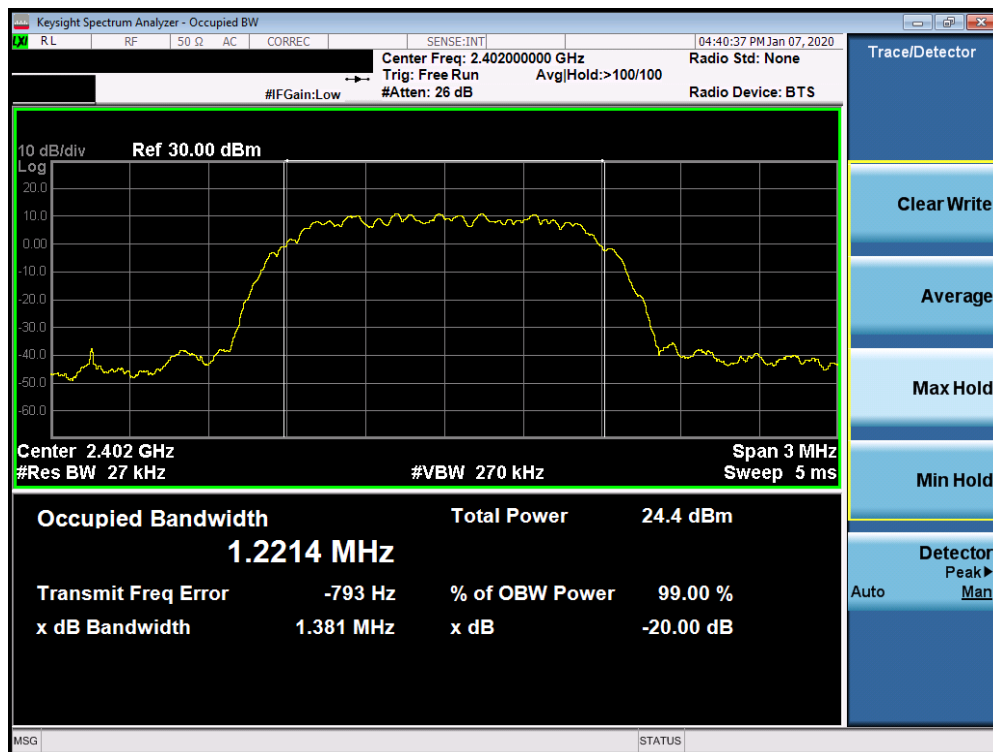 Keysight Spectrum Analyzer - Occupied BW
LXI RL RF 50 Ω AC CORREC SENSE:INT 04:40:37 PM Jan 07, 2020
Center Freq: 2.402000000 GHz Radio Std: None
Trig: Free Run Avg|Hold:>100/100
#IFGain:Low #Atten: 26 dB Radio Device: BTS
10 dB/div Ref 30.00 dBm
Log
20.0
10.0
0.00
-10.0
-20.0
-30.0
-40.0
-50.0
-60.0
Center 2.402 GHz Span 3 MHz
#Res BW 27 kHz #VBW 270 kHz Sweep 5 ms
Occupied Bandwidth Total Power 24.4 dBm
1.2214 MHz
Transmit Freq Error -793 Hz % of OBW Power 99.00 %
x dB Bandwidth 1.381 MHz x dB -20.00 dB
MSG STATUS
Trace/Detector
Clear Write
Average
Max Hold
Min Hold
Detector
Peak▶
Auto Man